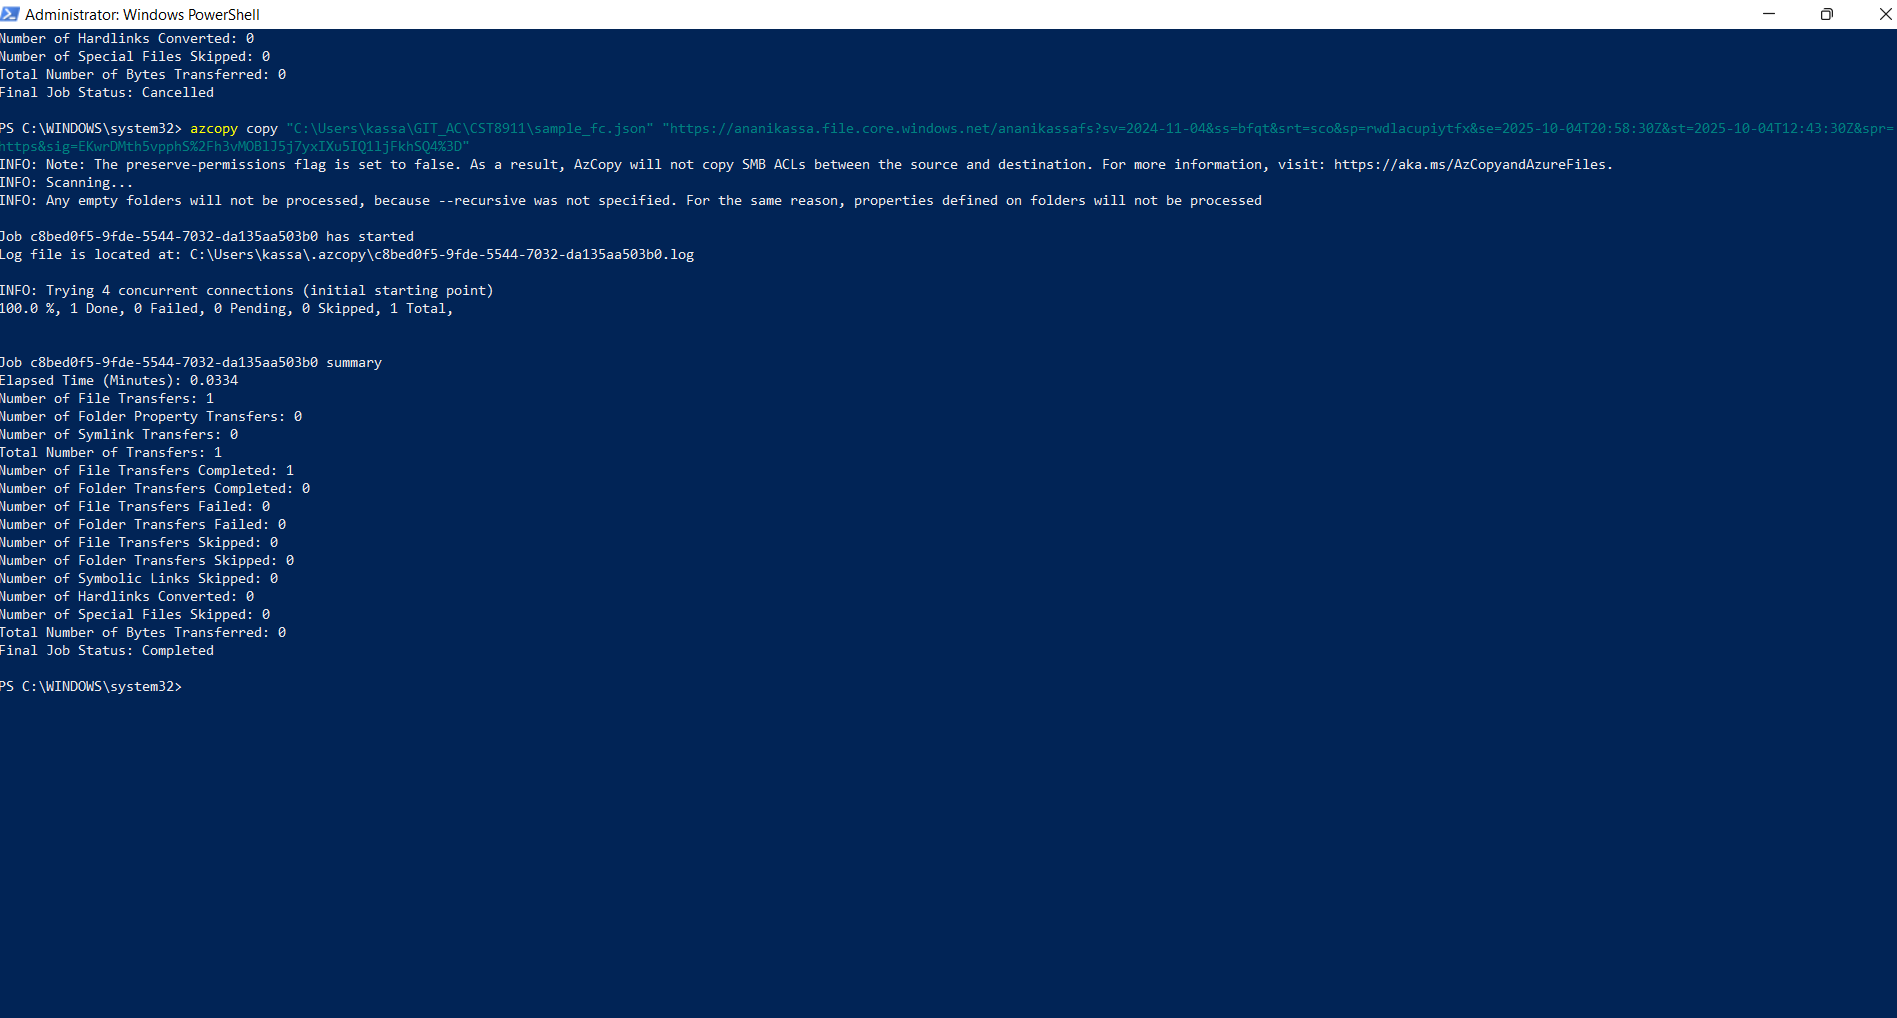 Administrator: Windows PowerShell
Number of Hardlinks Converted: 0
Number of Special Files Skipped: 0
Total Number of Bytes Transferred: 0
Final Job Status: Cancelled
PS C:\WINDOWS\system32> azcopy copy "C:\Users\kassa\GIT_AC\CST8911\sample_fc.json" "https://ananikassa.file.core.windows.net/ananikassafs?sv=2024-11-04&ss=bfqt&srt=sco&sp=rwdlacupiytfx&se=2025-10-04T20:58:30Z&st=2025-10-04T12:43:30Z&spr=
https&sig=EKwrDMth5vpphS%2Fh3vMOBlJ5j7yxIXu5IQ1ljFkhSQ4%3D"
INFO: Note: The preserve-permissions flag is set to false. As a result, AzCopy will not copy SMB ACLs between the source and destination. For more information, visit: https://aka.ms/AzCopyandAzureFiles.
INFO: Scanning...
INFO: Any empty folders will not be processed, because --recursive was not specified. For the same reason, properties defined on folders will not be processed
Job c8bed0f5-9fde-5544-7032-da135aa503b0 has started
Log file is located at: C:\Users\kassa\.azcopy\c8bed0f5-9fde-5544-7032-da135aa503b0.log
INFO: Trying 4 concurrent connections (initial starting point)
100.0 %, 1 Done, 0 Failed, 0 Pending, 0 Skipped, 1 Total,
Job c8bed0f5-9fde-5544-7032-da135aa503b0 summary
Elapsed Time (Minutes): 0.0334
Number of File Transfers: 1
Number of Folder Property Transfers: 0
Number of Symlink Transfers: 0
Total Number of Transfers: 1
Number of File Transfers Completed: 1
Number of Folder Transfers Completed: 0
Number of File Transfers Failed: 0
Number of Folder Transfers Failed: 0
Number of File Transfers Skipped: 0
Number of Folder Transfers Skipped: 0
Number of Symbolic Links Skipped: 0
Number of Hardlinks Converted: 0
Number of Special Files Skipped: 0
Total Number of Bytes Transferred: 0
Final Job Status: Completed
PS C:\WINDOWS\system32>